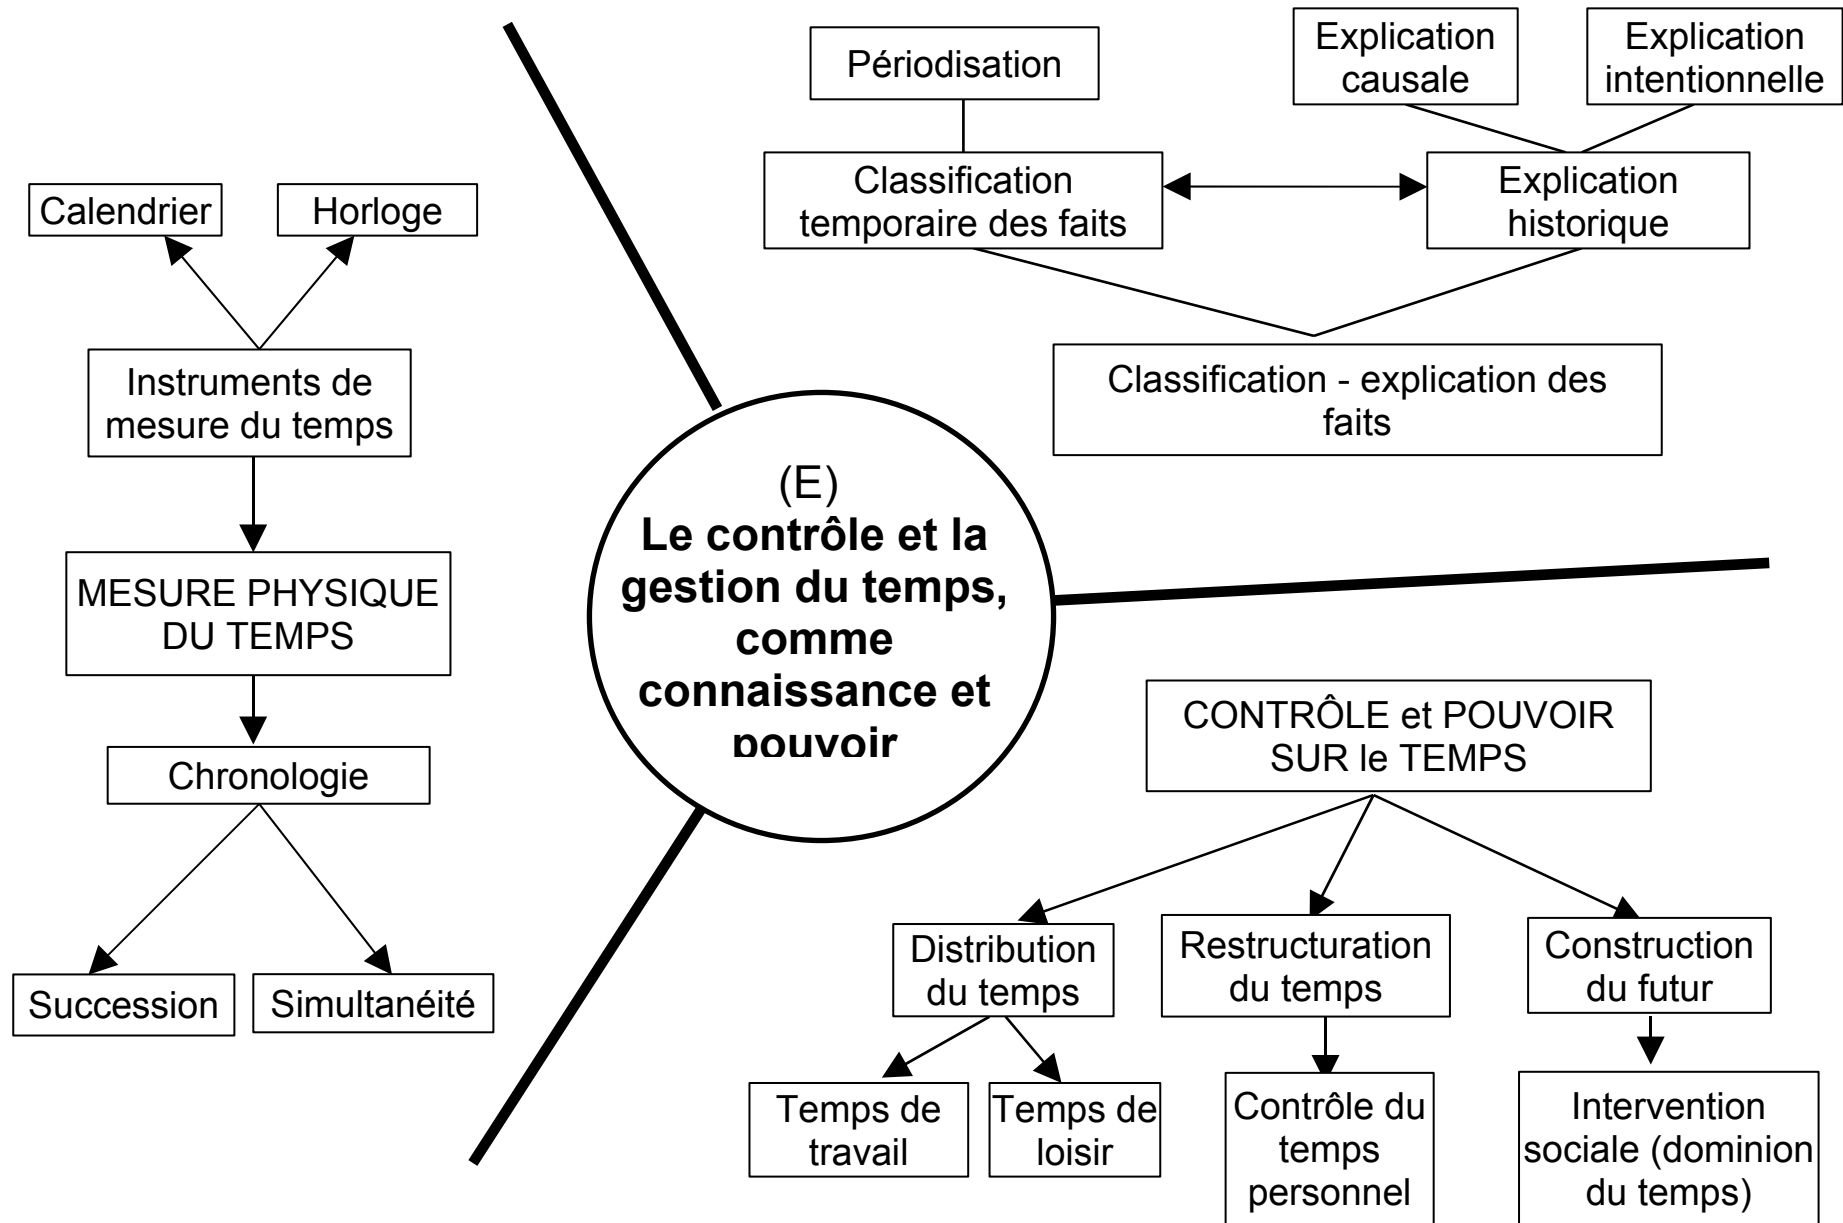 Calendrier
Horloge
Instruments de
mesure du temps
MESURE PHYSIQUE
DU TEMPS
Chronologie
Succession
Simultanéité
(E)
Le contrôle et la
gestion du temps,
comme
connaissance et
pouvoir
Périodisation
Explication
causale
Explication
intentionnelle
Classification
temporaire des faits
Explication
historique
Classification - explication des
faits
CONTRÔLE et POUVOIR
SUR le TEMPS
Distribution
du temps
Restructuration
du temps
Construction
du futur
Temps de
travail
Temps de
loisir
Contrôle du
temps
personnel
Intervention
sociale (dominion
du temps)